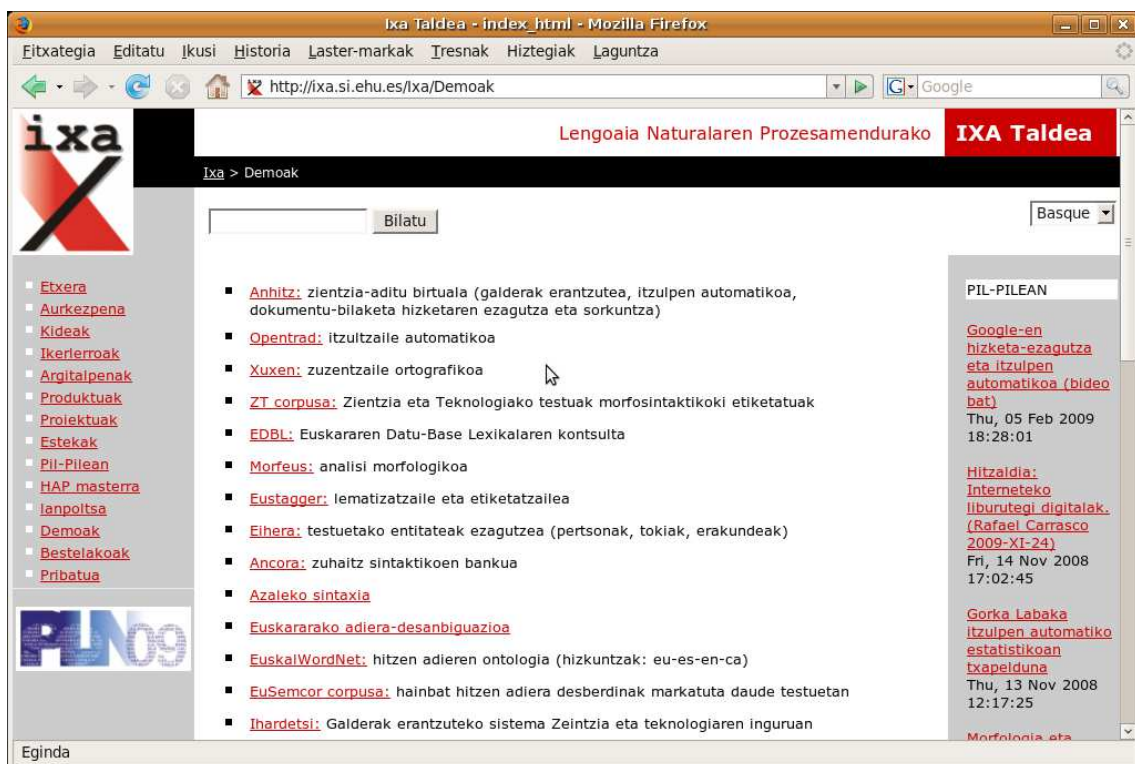 Ixa Taldea - index_html - Mozilla Firefox
Fitxategia Editatu Ikusi Historia Laster-markak Tresnak Hiztegiak Laguntza
http://ixa.si.ehu.es/Ixa/Demoak
G Google
ixa
Lengoaia Naturalaren Prozesamendurako IXA Taldea
Ixa > Demoak
Bilatu
Basque
Etxera
Aurkezpena
Kideak
Ikerlerroak
Argitalpenak
Produktuak
Proiektuak
Estekak
Pil-Pilean
HAP masterra
Ianpoltsa
Demoak
Bestelakoak
Pribatua
PLN09
Anhitz: zientzia-aditu birtuala (galderak erantzutea, itzulpen automatikoa,
dokumentu-bilaketa hizketaren ezagutza eta sorkuntza)
Opentrad: itzultzaile automatikoa
Xuxen: zuzentzaile ortografikoa
ZT corpusa: Zientzia eta Teknologiako testuak morfosintaktikoki etiketatuak
EDBL: Euskararen Datu-Base Lexikalaren kontsulta
Morfeus: analisi morfologikoa
Eustagger: lematizatzaile eta etiketatzailea
Eihera: testuetako entitateak ezagutzea (pertsonak, tokiak, erakundeak)
Ancora: zuhaitz sintaktikoen bankua
Azaleko sintaxia
Euskararako adiera-desanbiguazioa
EuskalWordNet: hitzen adieren ontologia (hizkuntzak: eu-es-en-ca)
EuSemcor corpusa: hainbat hitzen adiera desberdinak markatuta daude testuetan
Ihardetsi: Galderak erantzuteko sistema Zeintzia eta teknologiaren inguruan
PIL-PILEAN
Google-en
hizketa-ezagutza
eta itzulpen
automatikoa (bideo
bat)
Thu, 05 Feb 2009
18:28:01
Hitzaldia:
Interneteko
liburutegi digitalak.
(Rafael Carrasco
2009-XI-24)
Fri, 14 Nov 2008
17:02:45
Gorka Labaka
itzulpen automatiko
estatistikoan
txapelduna
Thu, 13 Nov 2008
12:17:25
Morfologia eta
Eginda